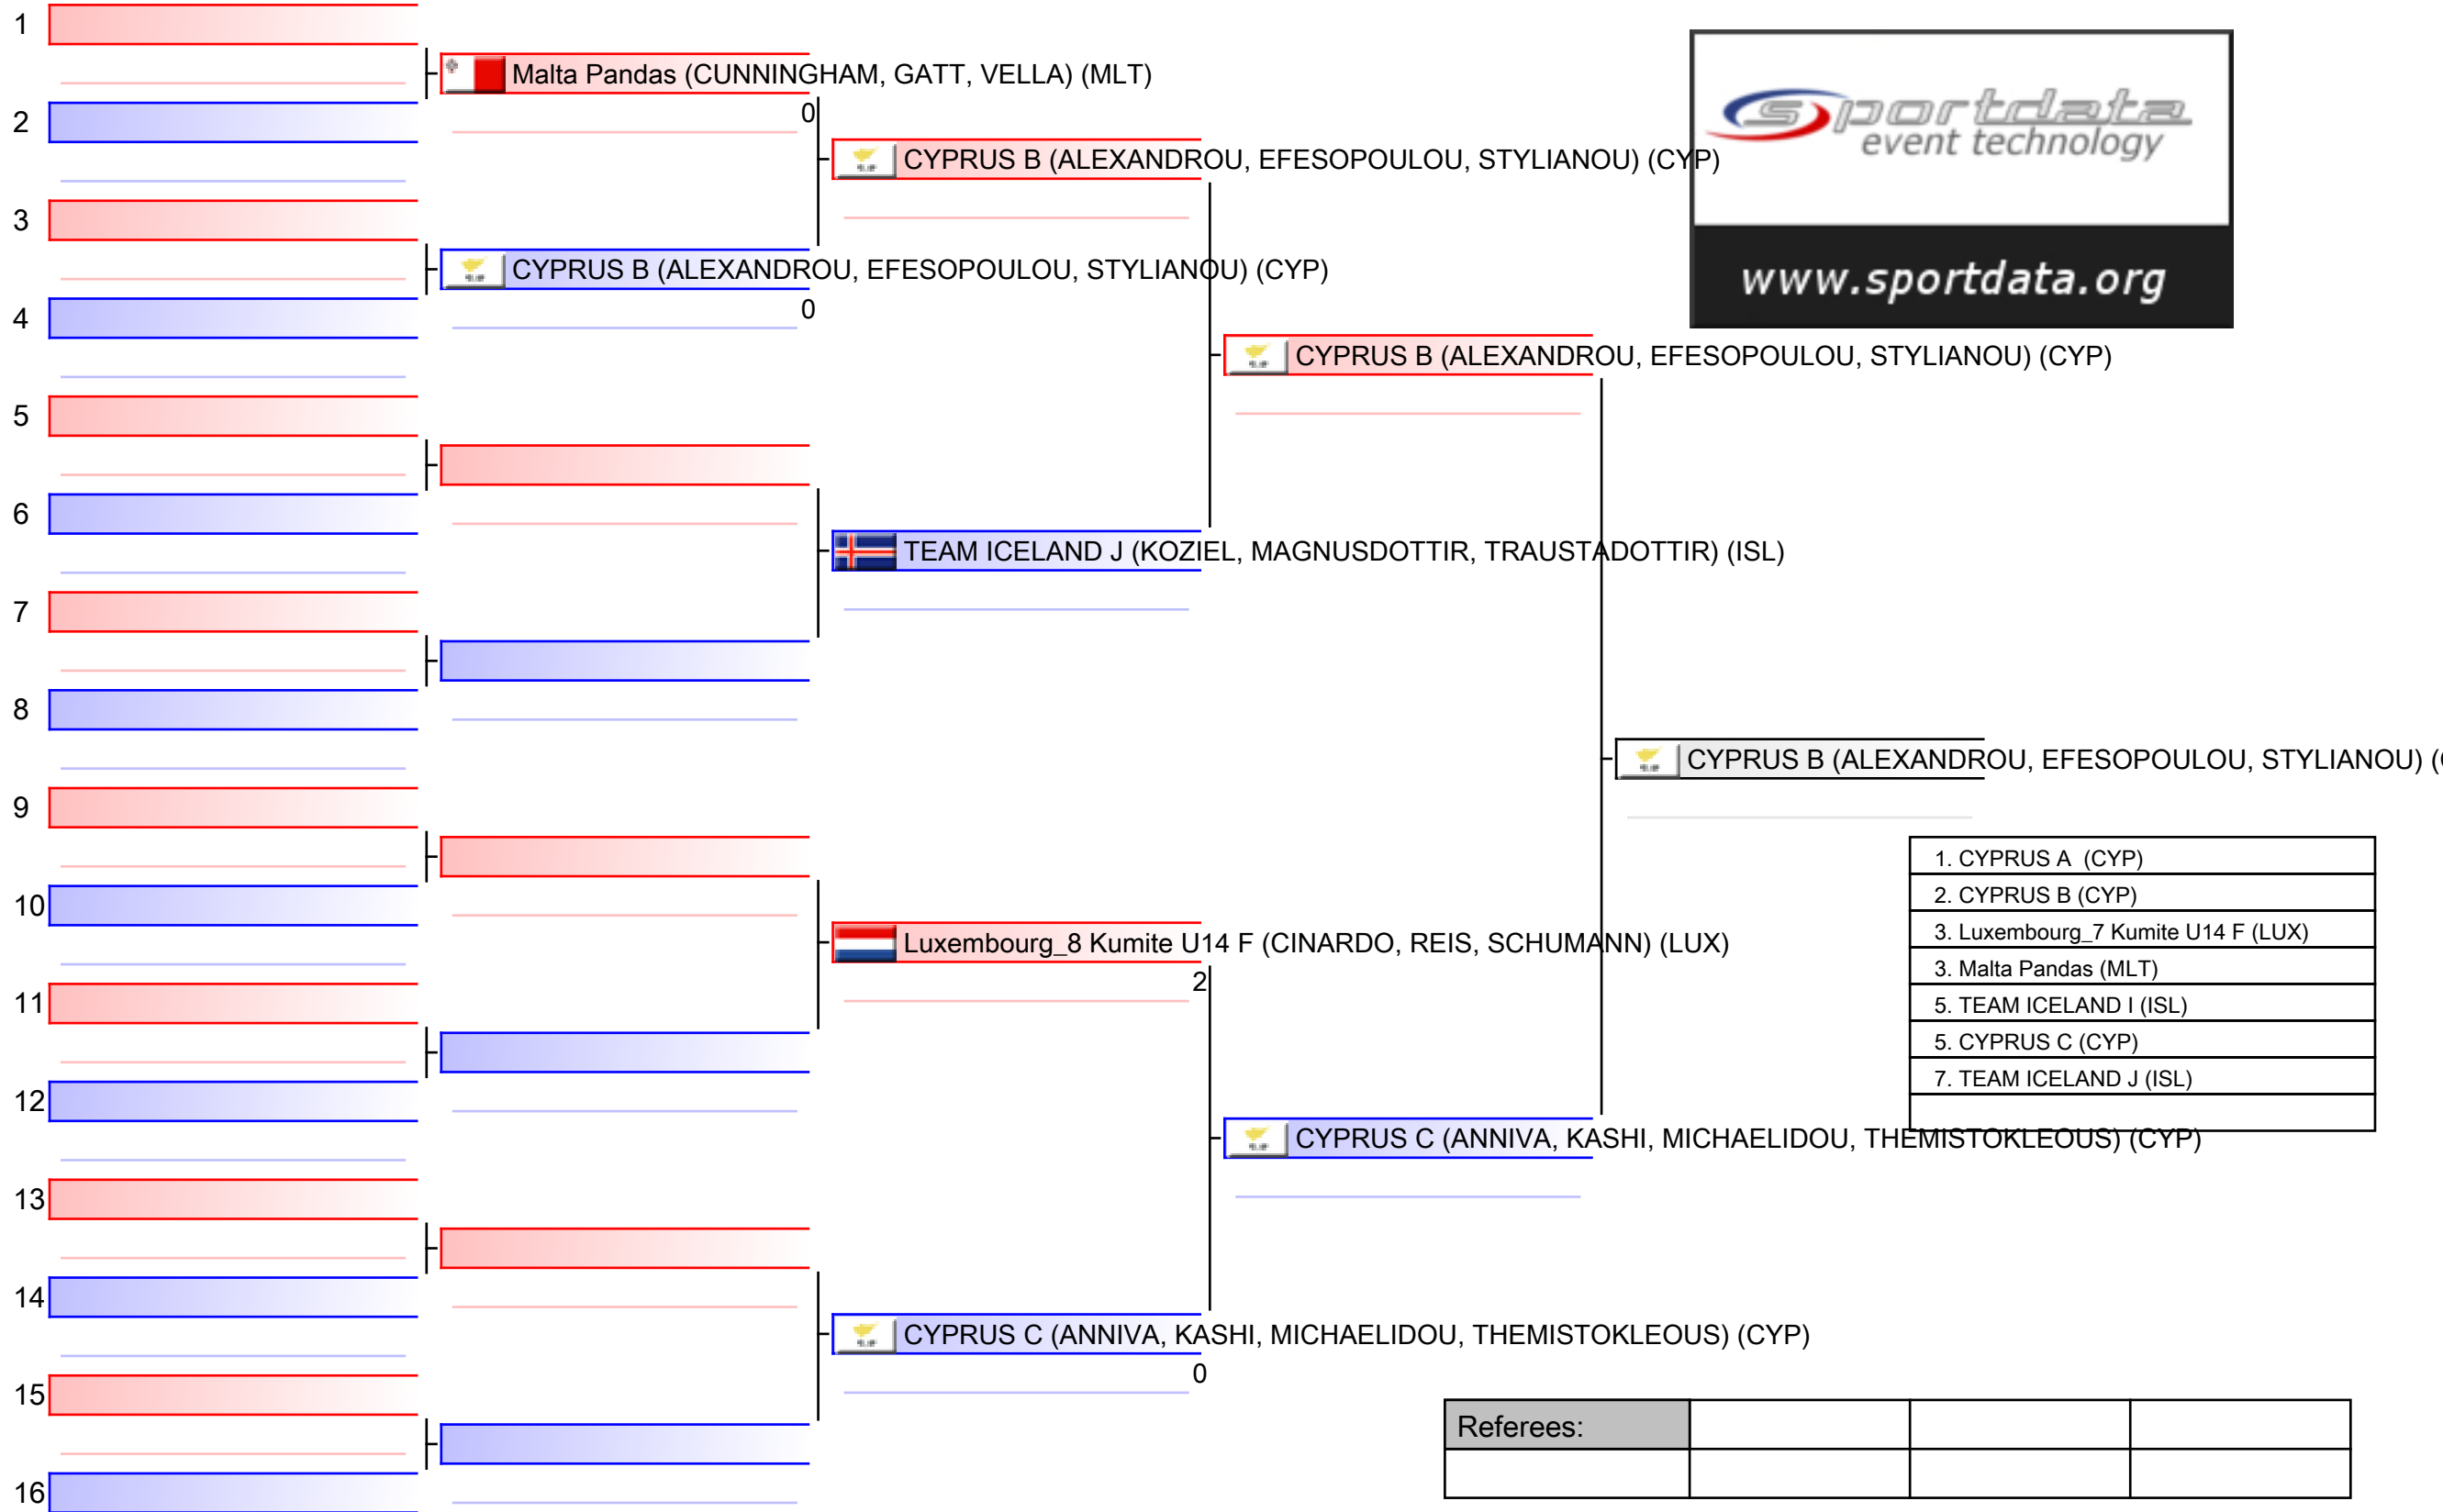 1
Malta Pandas (CUNNINGHAM, GATT, VELLA) (MLT)
0
2
CYPRUS B (ALEXANDROU, EFESOPOULOU, STYLIANOU) (CYP)
sportdata
event technology
www.sportdata.org
3
CYPRUS B (ALEXANDROU, EFESOPOULOU, STYLIANOU) (CYP)
0
4
CYPRUS B (ALEXANDROU, EFESOPOULOU, STYLIANOU) (CYP)
5
6
TEAM ICELAND J (KOZIEL, MAGNUSDOTTIR, TRAUSTADOTTIR) (ISL)
7
8
CYPRUS B (ALEXANDROU, EFESOPOULOU, STYLIANOU) (
9
1. CYPRUS A (CYP)
2. CYPRUS B (CYP)
3. Luxembourg_7 Kumite U14 F (LUX)
3. Malta Pandas (MLT)
5. TEAM ICELAND I (ISL)
5. CYPRUS C (CYP)
7. TEAM ICELAND J (ISL)
10
Luxembourg_8 Kumite U14 F (CINARDO, REIS, SCHUMANN) (LUX)
2
11
12
CYPRUS C (ANNIVA, KASHI, MICHAELIDOU, THEMISTOKLEOUS) (CYP)
13
14
CYPRUS C (ANNIVA, KASHI, MICHAELIDOU, THEMISTOKLEOUS) (CYP)
0
15
Referees:
16